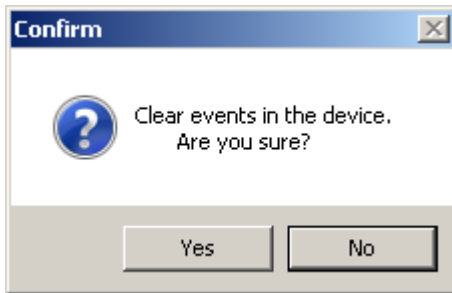 Confirm
Clear events in the device.
Are you sure?
Yes
No